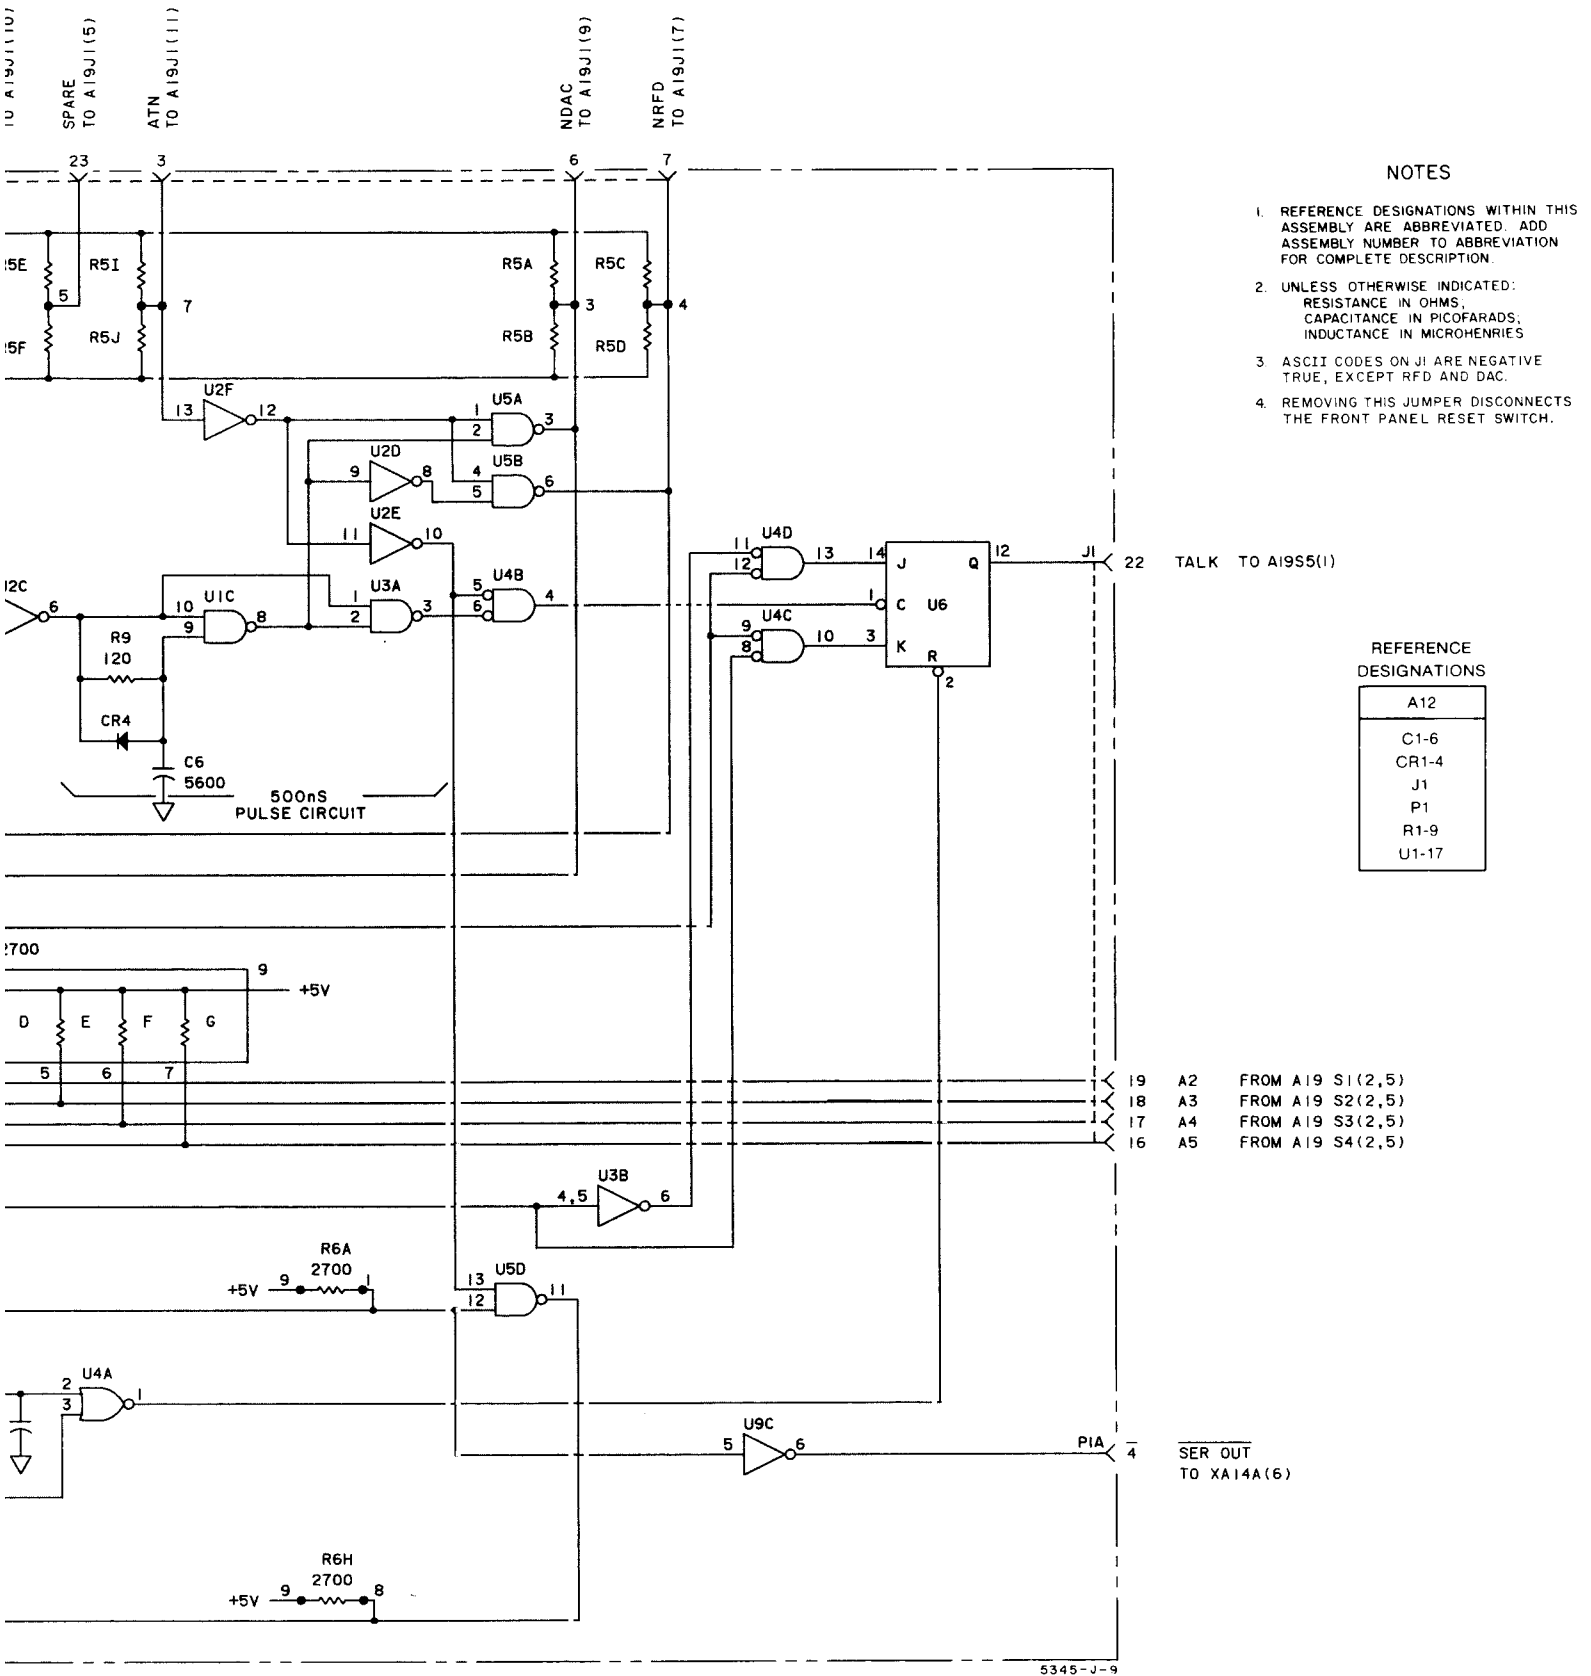 SPARE
TO A19J1(5)
ATN
TO A19J1(11)
NDAC
TO A19J1(9)
NRFD
TO A19J1(7)
23
3
6
7
NOTES
1. REFERENCE DESIGNATIONS WITHIN THIS
ASSEMBLY ARE ABBREVIATED. ADD
ASSEMBLY NUMBER TO ABBREVIATION
FOR COMPLETE DESCRIPTION.
2. UNLESS OTHERWISE INDICATED:
RESISTANCE IN OHMS;
CAPACITANCE IN PICOFARADS;
INDUCTANCE IN MICROHENRIES
3. ASCII CODES ON J1 ARE NEGATIVE
TRUE, EXCEPT RFD AND DAC.
4. REMOVING THIS JUMPER DISCONNECTS
THE FRONT PANEL RESET SWITCH.
5E
R5I
R5A
R5C
5
7
3
4
5F
R5J
R5B
R5D
U2F
13
12
U5A
1
2
3
U2D
9
8
U5B
4
5
6
U2E
11
10
U4D
11
12
13
14
J
Q
12
J1
22 TALK TO A19S5(1)
2C
6
U1C
10
9
8
U3A
1
2
3
U4B
5
6
4
1
C
U6
U4C
9
8
10
3
K
R
2
R9
120
CR4
C6
5600
500nS
PULSE CIRCUIT
REFERENCE
DESIGNATIONS
A12
C1-6
CR1-4
J1
P1
R1-9
U1-17
2700
9
+5V
D
E
F
G
5
6
7
19 A2 FROM A19 S1(2,5)
18 A3 FROM A19 S2(2,5)
17 A4 FROM A19 S3(2,5)
16 A5 FROM A19 S4(2,5)
U3B
4,5
6
R6A
2700
+5V
9
1
U5D
13
12
11
U4A
2
3
1
U9C
5
6
P1A
4
SER OUT
TO XA14A(6)
R6H
2700
+5V
9
8
5345-J-9